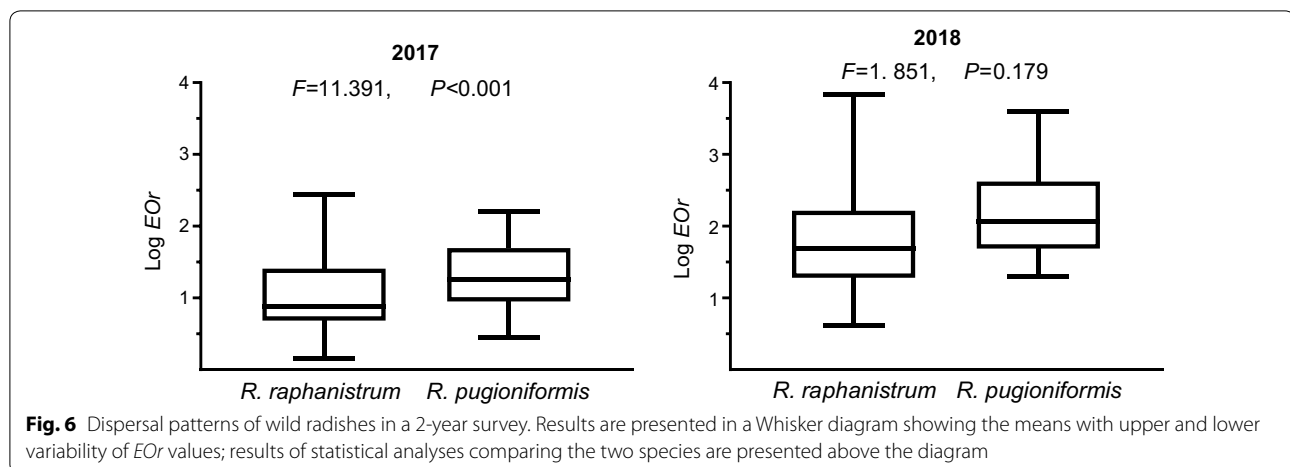 2017
F=11.391, P<0.001
4
3
2
1
Log EOr
R. raphanistrum R. pugioniformis
2018
F=1. 851, P=0.179
4
3
2
1
Log EOr
R. raphanistrum R. pugioniformis
Fig. 6 Dispersal patterns of wild radishes in a 2-year survey. Results are presented in a Whisker diagram showing the means with upper and lower
variability of EOr values; results of statistical analyses comparing the two species are presented above the diagram